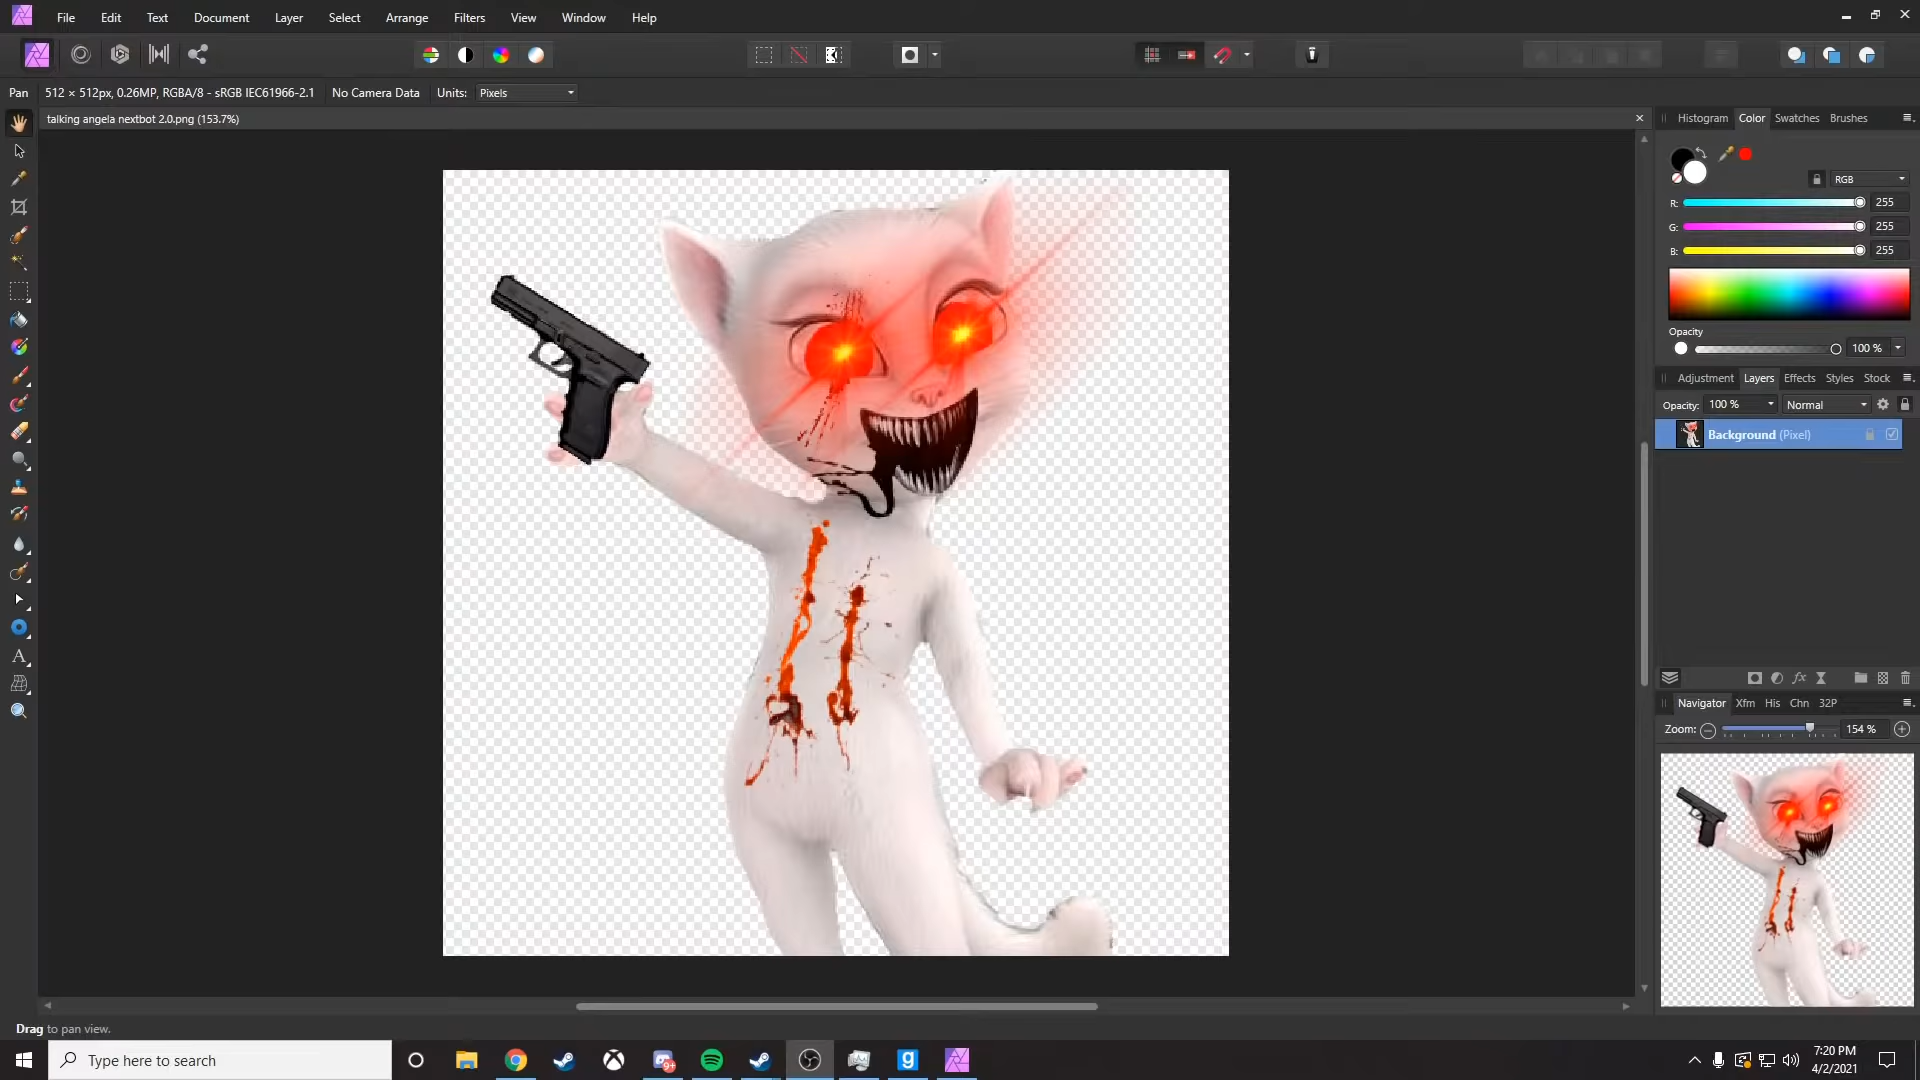 File Edit Text Document Layer Select Arrange Filters View Window Help
Pan 512 × 512px, 0.26MP, RGBA/8 - sRGB IEC61966-2.1 No Camera Data Units: Pixels
talking angela nextbot 2.0.png (153.7%)
Histogram Color Swatches Brushes
RGB
R: 255
G: 255
B: 255
Opacity
100 %
Adjustment Layers Effects Styles Stock
Opacity: 100 % Normal
Background (Pixel)
fx
Navigator Xfm His Chn 32P
Zoom: 154 %
A
Drag to pan view.
Type here to search
9+
g
7:20 PM
4/2/2021